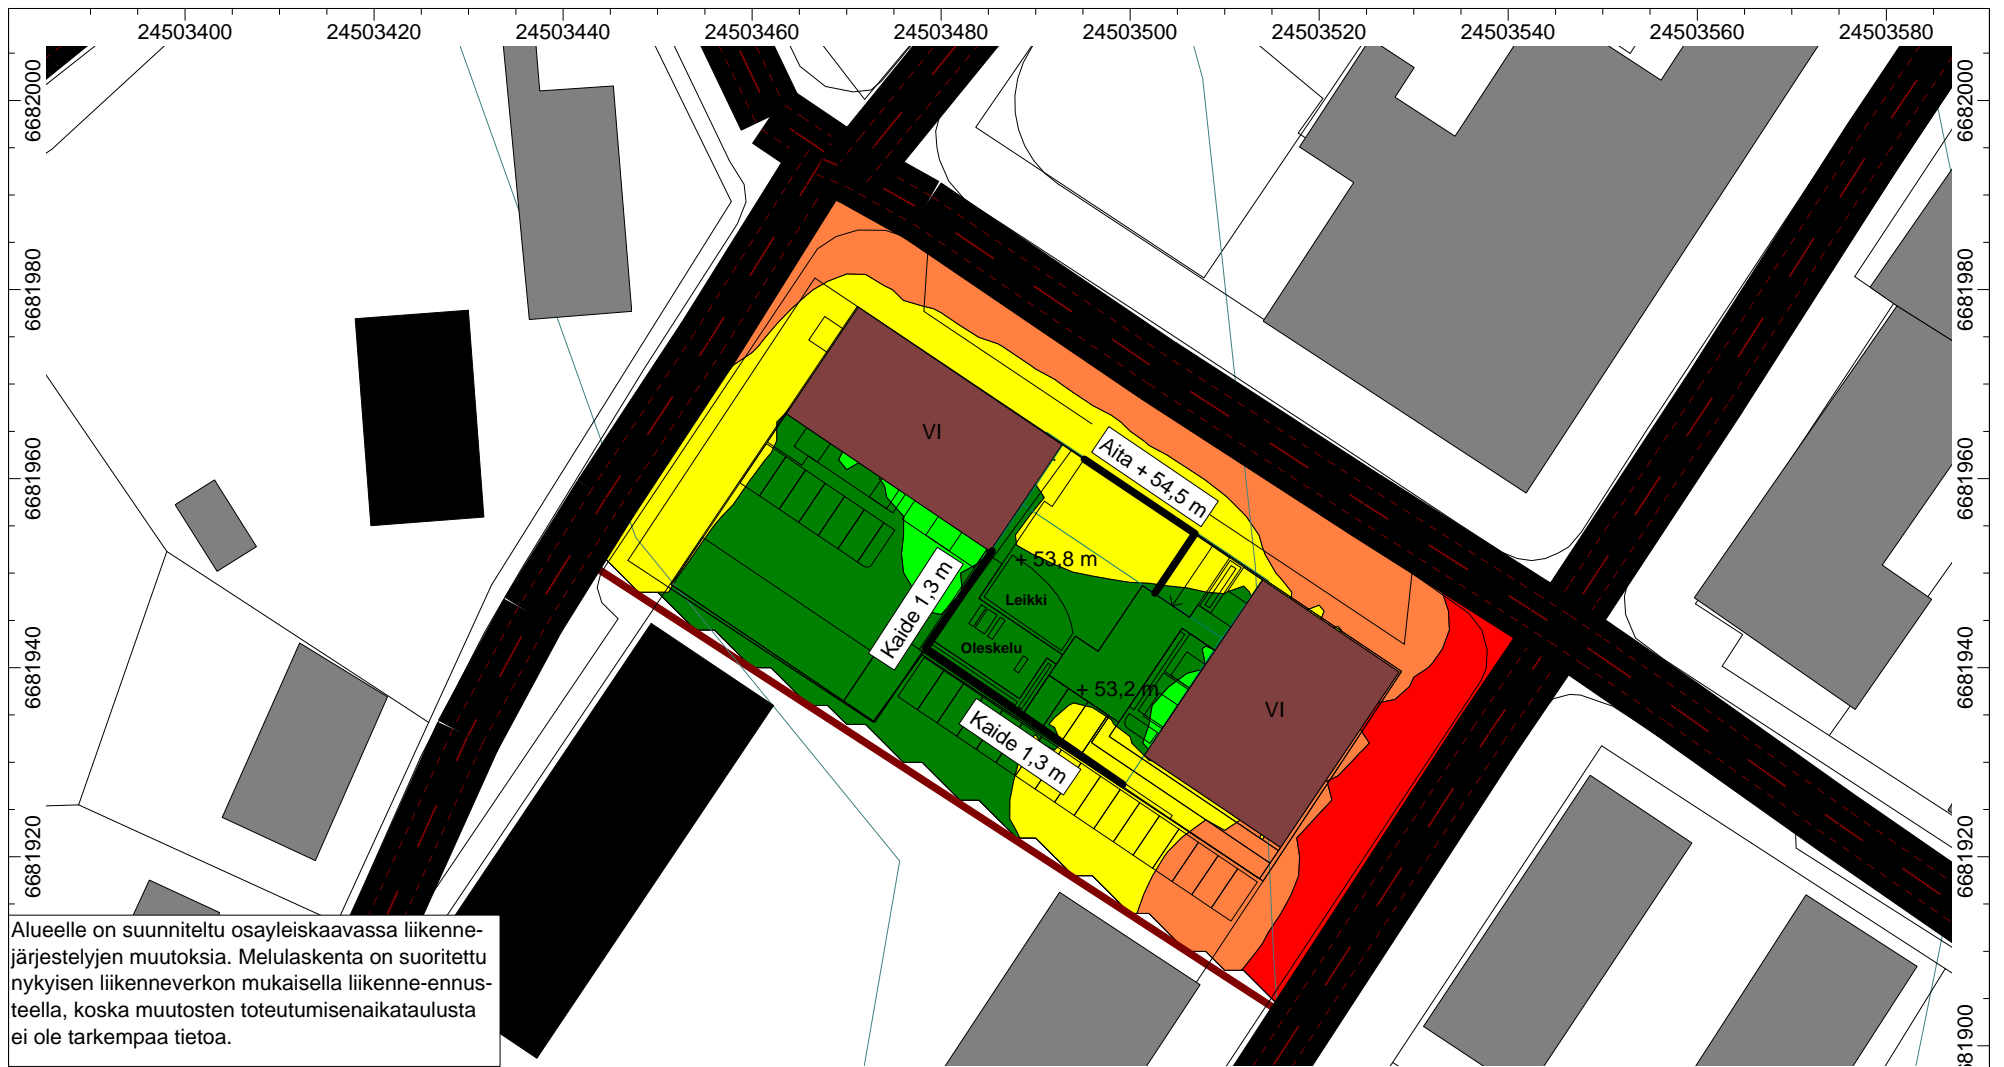 24503400 24503420 24503440 24503460 24503480 24503500 24503520 24503540 24503560 24503580
6682000
6682000
6681980
6681980
6681960
6681960
6681940
6681940
6681920
6681920
6681900
VI
Aita + 54,5 m
+ 53,8 m
Kaide 1,3 m
Leikki
Oleskelu
+ 53,2 m
VI
Kaide 1,3 m
Alueelle on suunniteltu osayleiskaavassa liikenne-
järjestelyjen muutoksia. Melulaskenta on suoritettu
nykyisen liikenneverkon mukaisella liikenne-ennus-
teella, koska muutosten toteutumisenaikataulusta
ei ole tarkempaa tietoa.